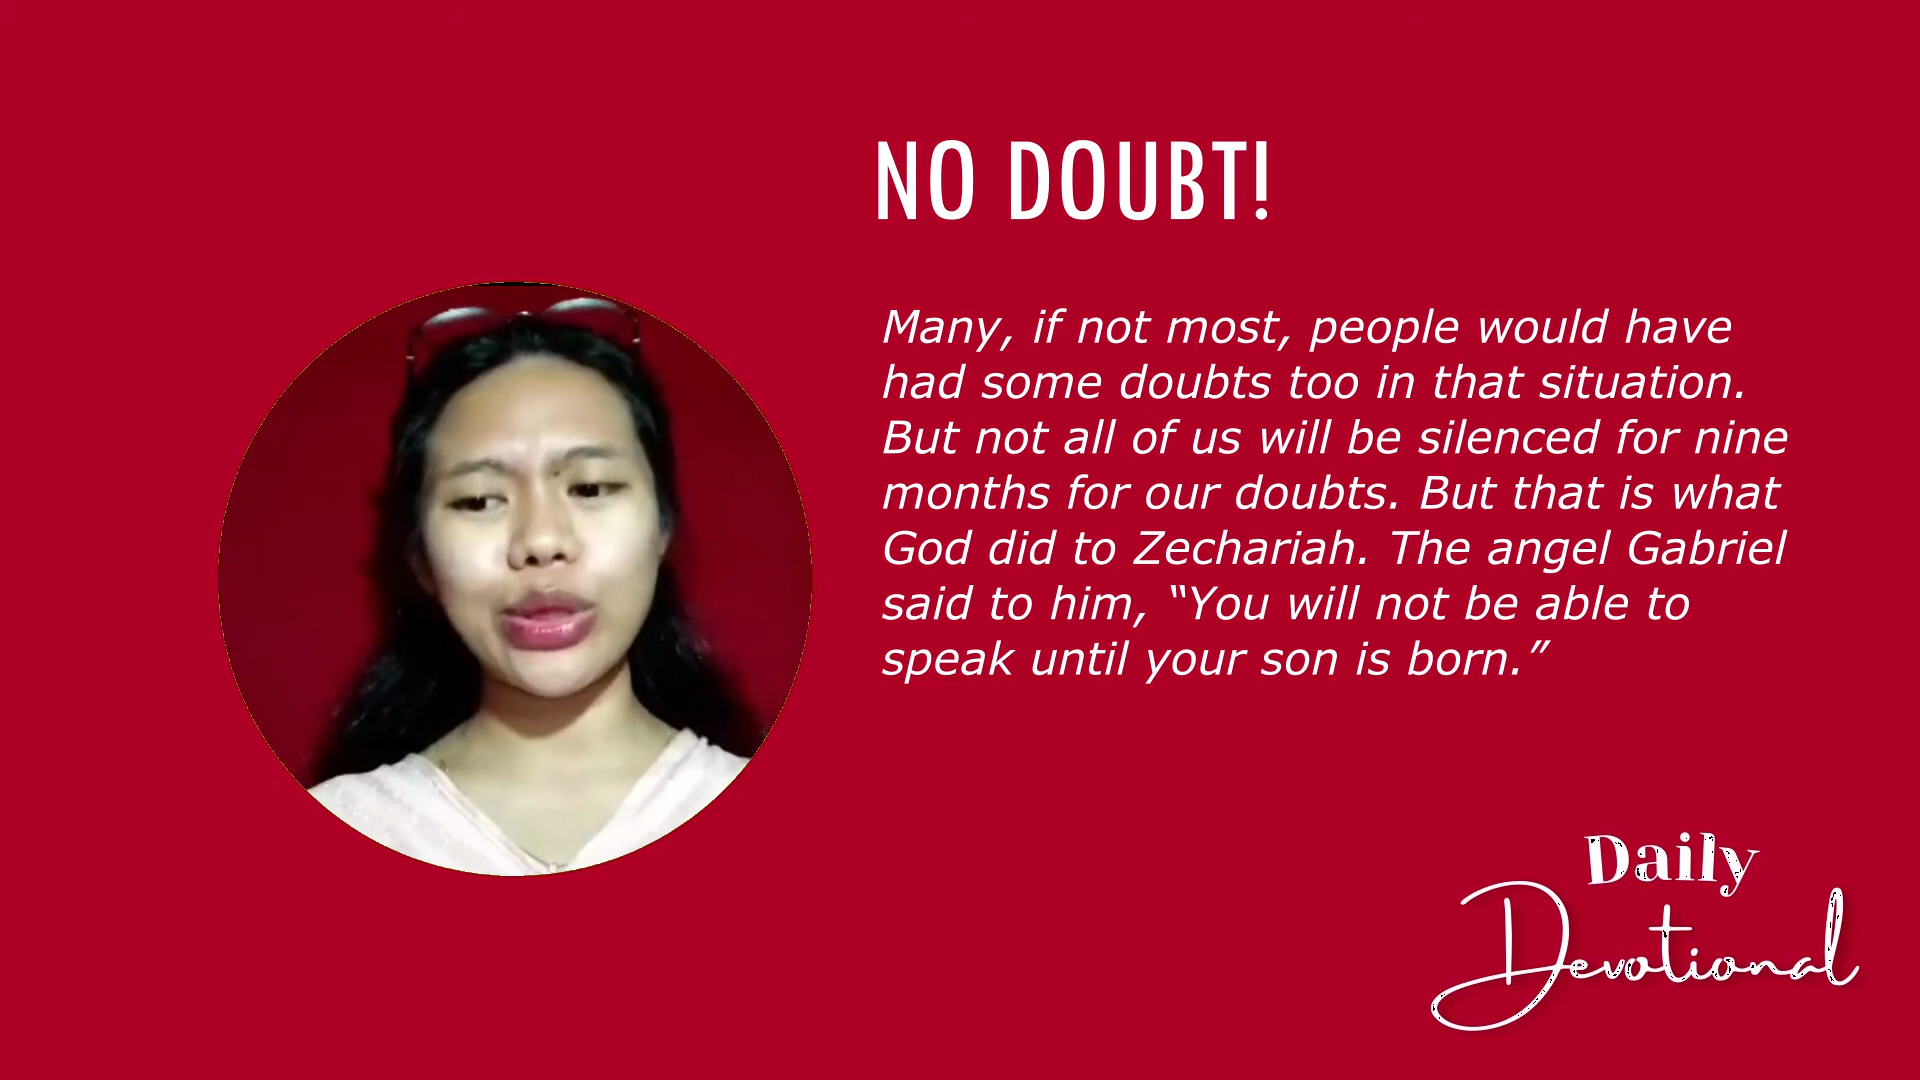 NO DOUBT!
Many, if not most, people would have
had some doubts too in that situation.
But not all of us will be silenced for nine
months for our doubts. But that is what
God did to Zechariah. The angel Gabriel
said to him, “You will not be able to
speak until your son is born.”
Daily
Devotional